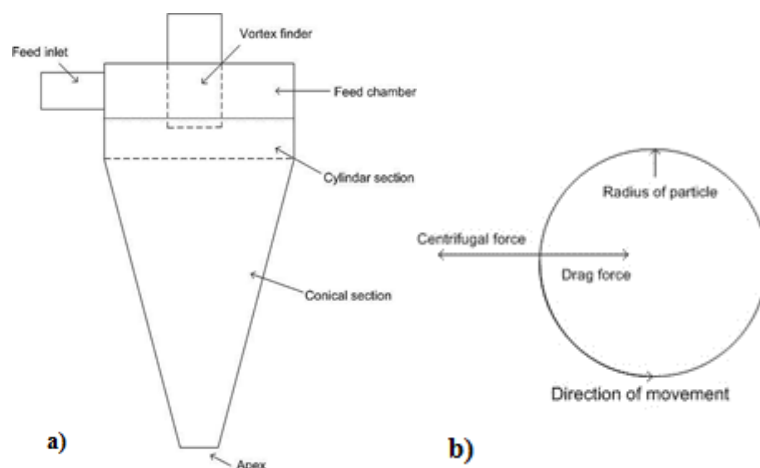 Vortex finder
Feed inlet
Feed chamber
Cylindar section
Conical section
Apex
a)
Radius of particle
Centrifugal force
Drag force
Direction of movement
b)